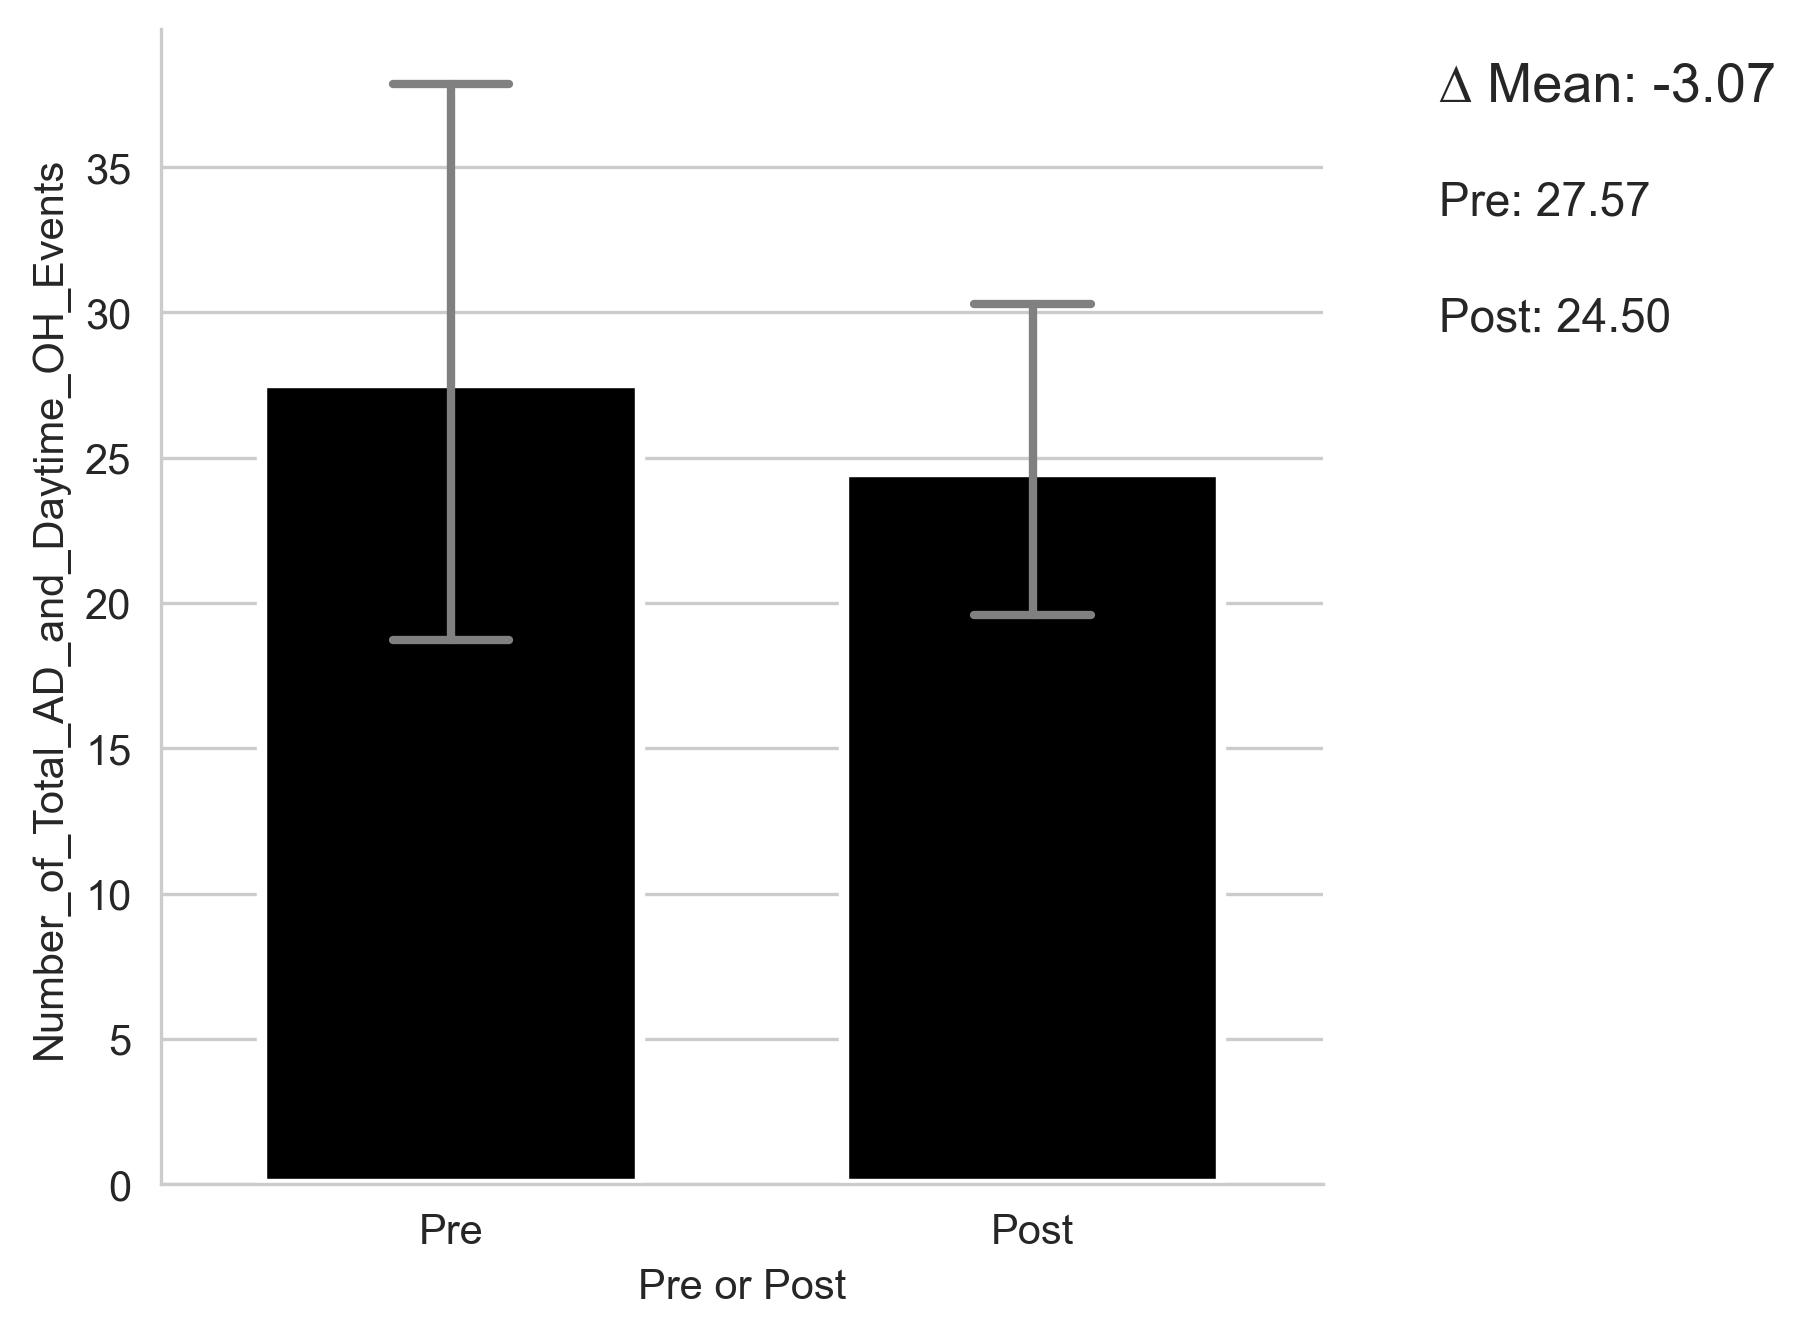 Δ Mean: -3.07
Pre: 27.57
Post: 24.50
Number_of_Total_AD_and_Daytime_OH_Events
35
30
25
20
15
10
5
0
Pre
Post
Pre or Post